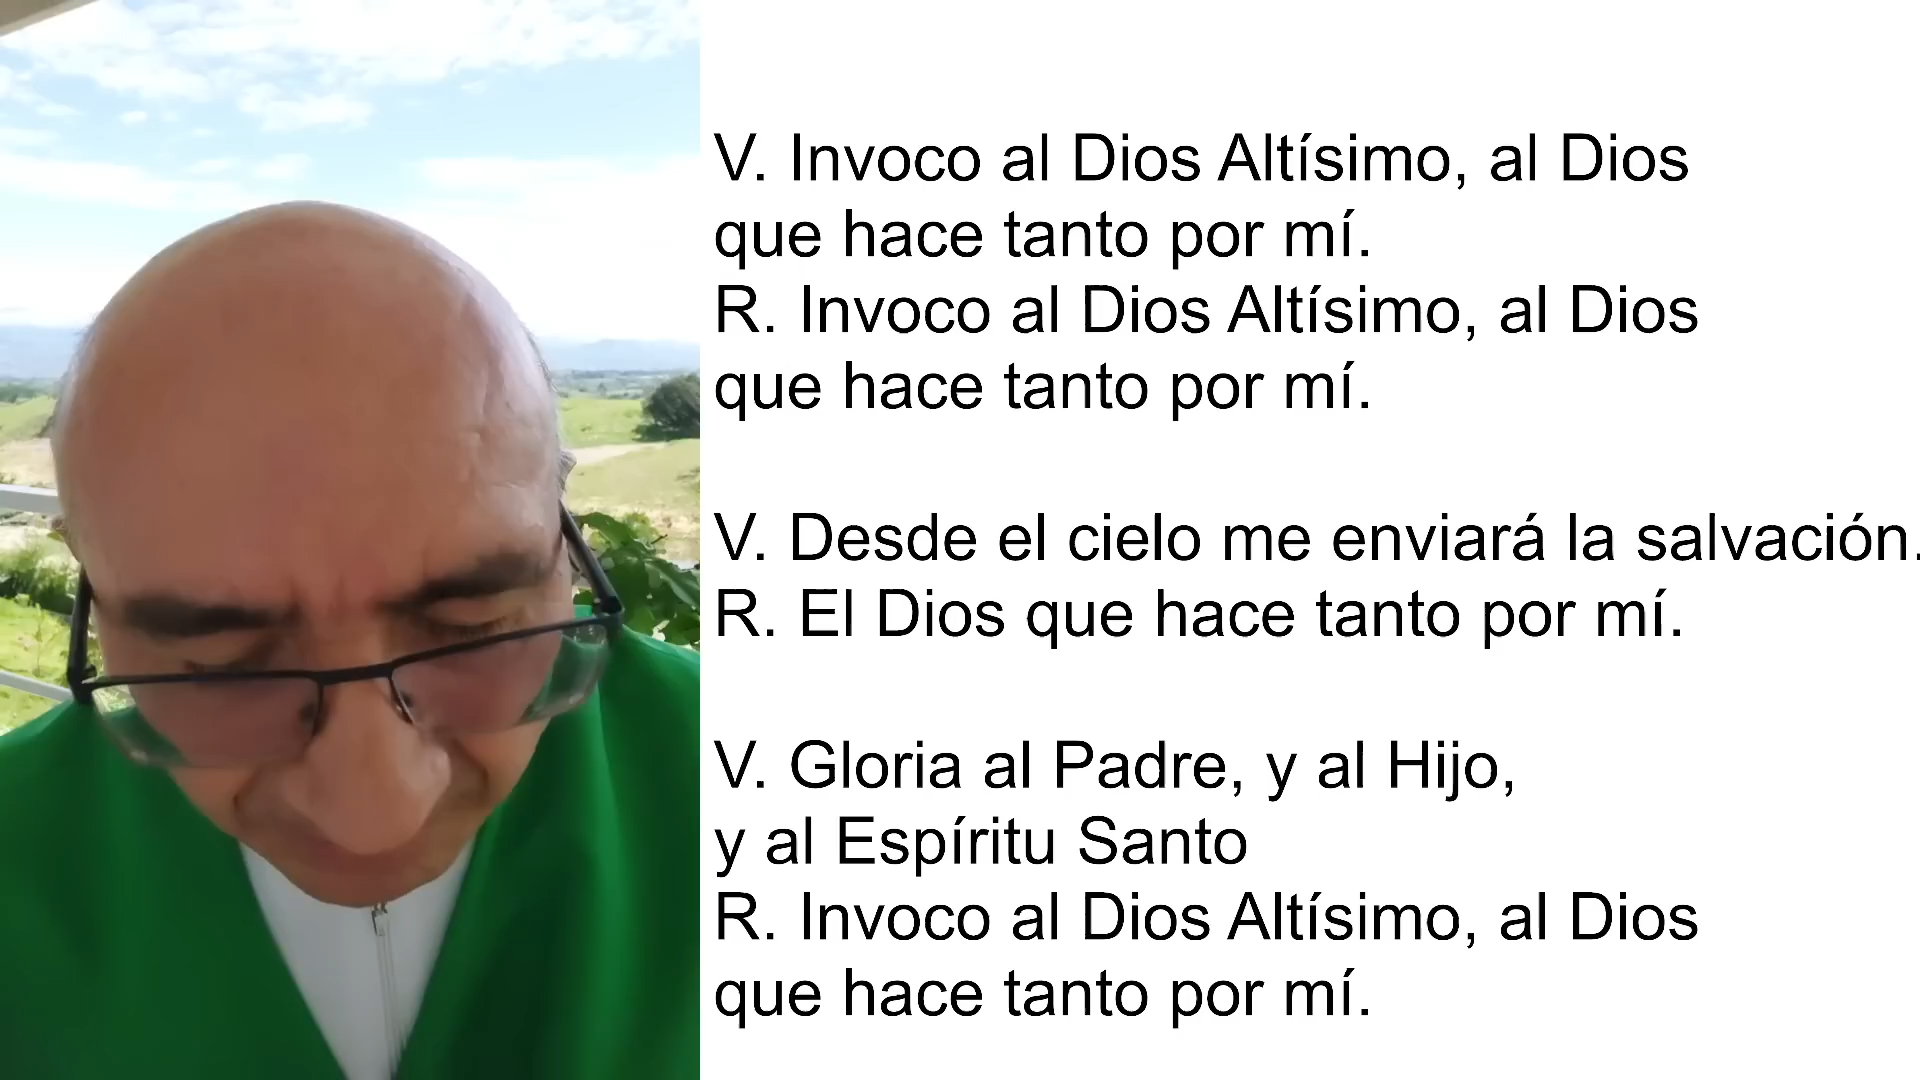 V. Invoco al Dios Altísimo, al Dios
que hace tanto por mí.
R. Invoco al Dios Altísimo, al Dios
que hace tanto por mí.
V. Desde el cielo me enviará la salvación.
R. El Dios que hace tanto por mí.
V. Gloria al Padre, y al Hijo,
y al Espíritu Santo
R. Invoco al Dios Altísimo, al Dios
que hace tanto por mí.